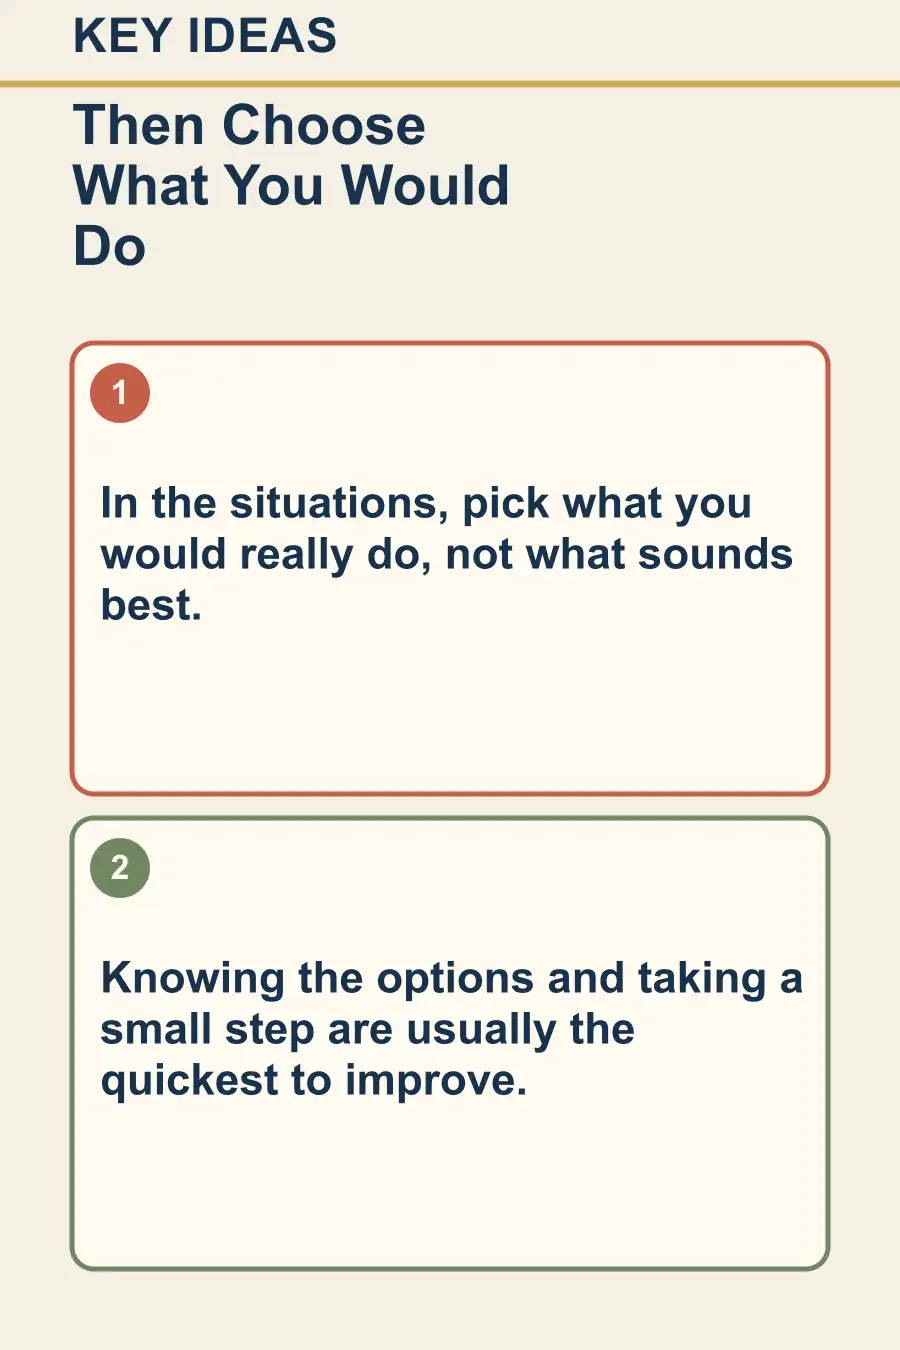 KEY IDEAS
Then Choose
What You Would
Do
1
In the situations, pick what you
would really do, not what sounds
best.
2
Knowing the options and taking a
small step are usually the
quickest to improve.